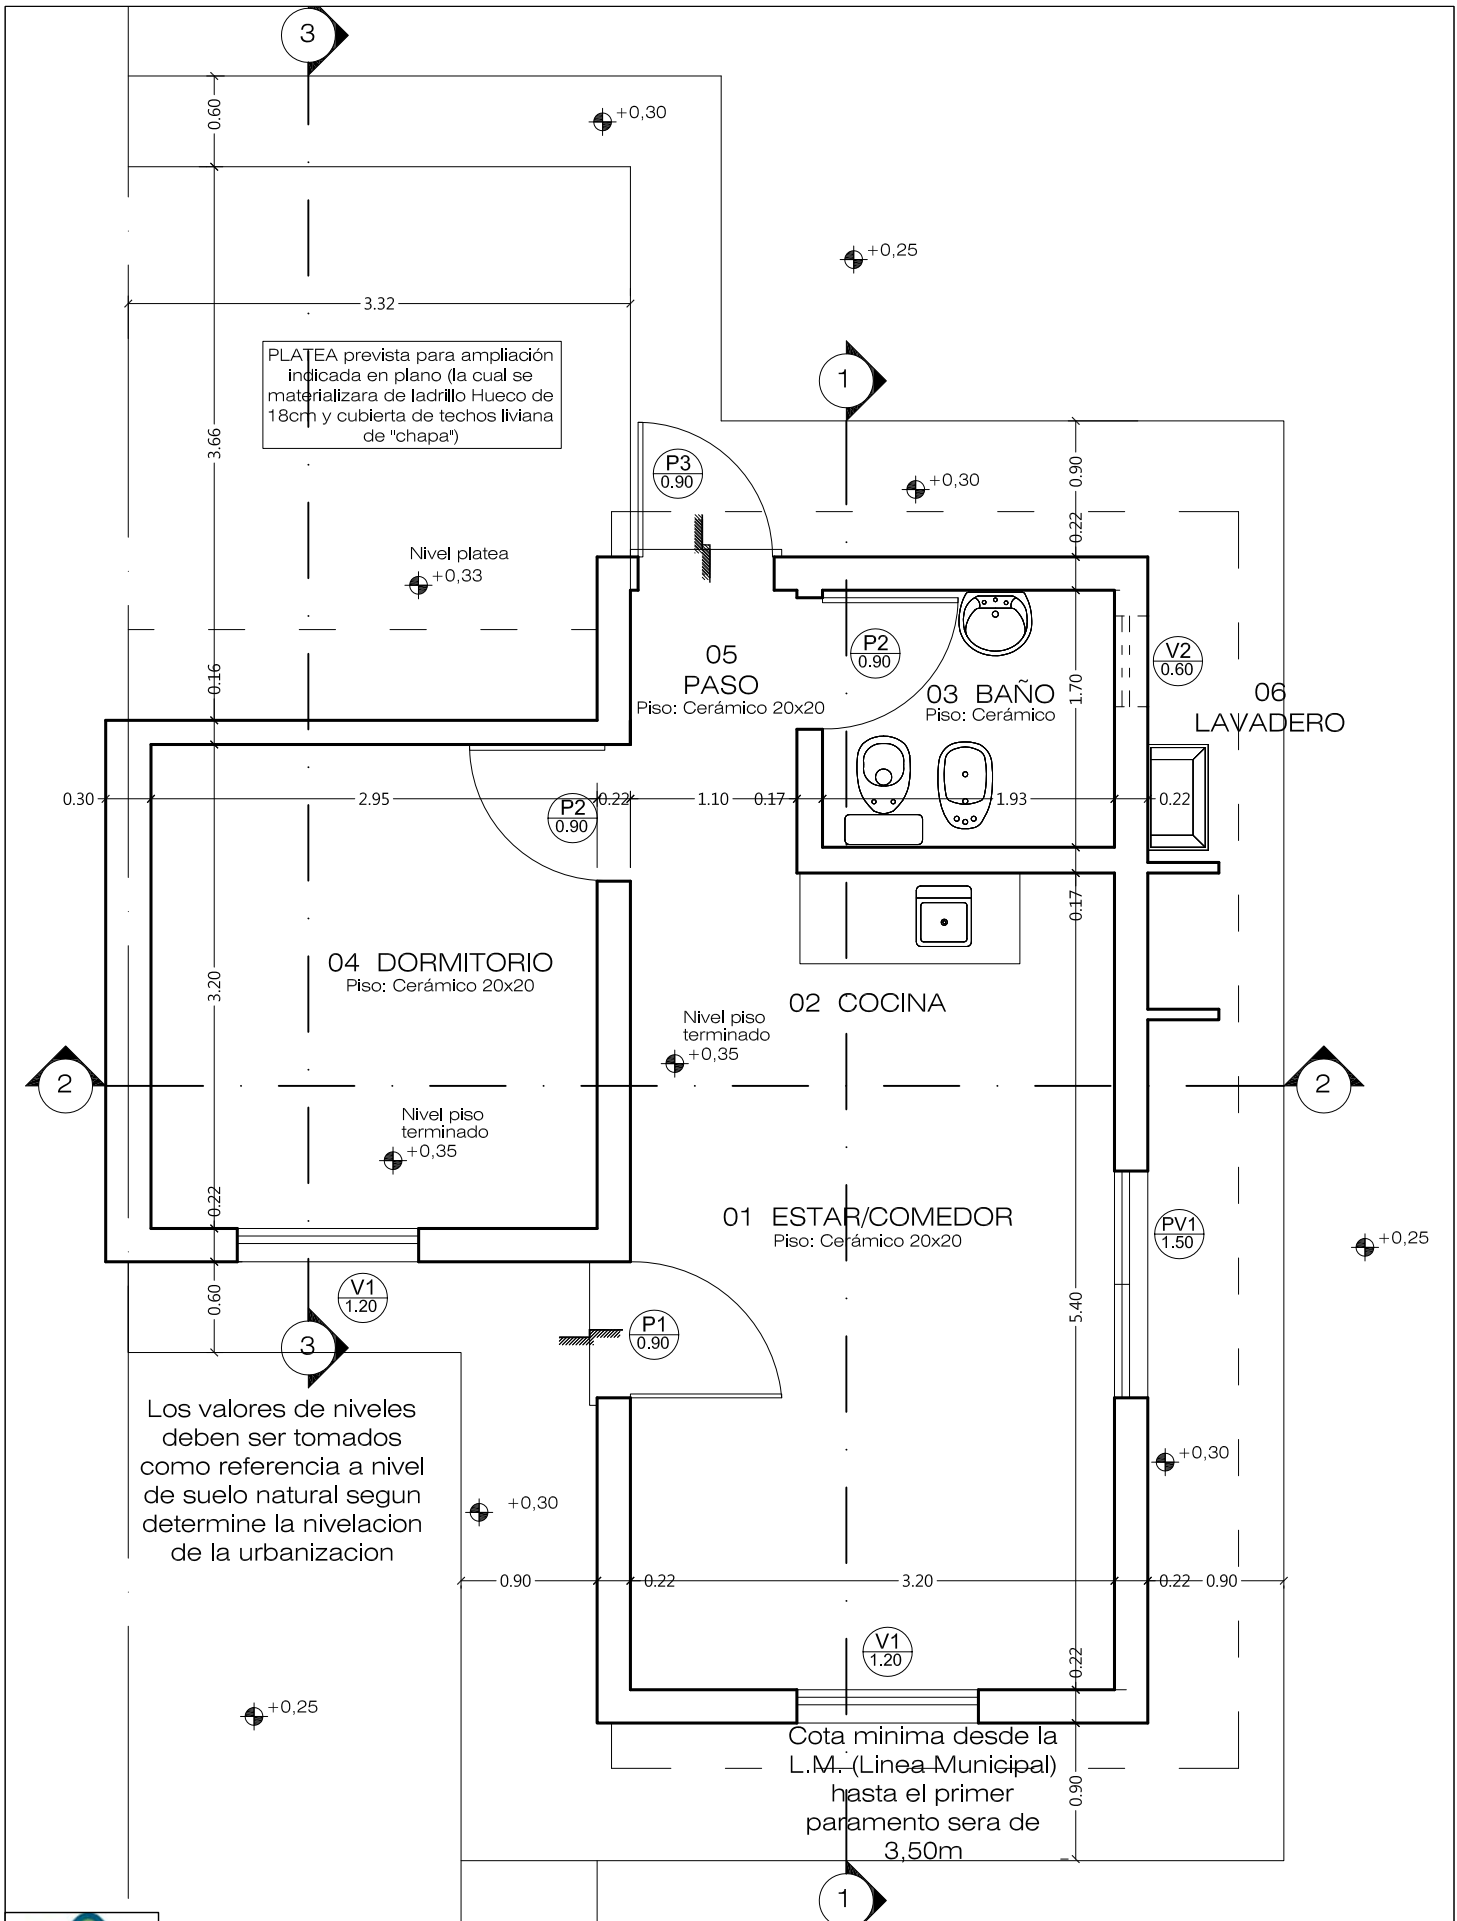 3
0.60
+0,30
+0,25
3.32
PLATEA prevista para ampliación
indicada en plano (la cual se
materializara de ladrillo Hueco de
18cm y cubierta de techos liviana
de "chapa")
1
3.66
P3
0.90
0.90
+0,30
0.22
Nivel platea
+0,33
05
PASO
Piso: Cerámico 20x20
P2
0.90
03 BAÑO
Piso: Cerámico
1.70
V2
0.60
06
LAVADERO
0.16
0.30
2.95
0.22
P2
0.90
1.10
0.17
1.93
0.22
0.17
04 DORMITORIO
Piso: Cerámico 20x20
3.20
02 COCINA
Nivel piso
terminado
+0,35
2
2
Nivel piso
terminado
+0,35
0.22
01 ESTAR/COMEDOR
Piso: Cerámico 20x20
PV1
1.50
+0,25
0.60
V1
1.20
5.40
P1
0.90
3
Los valores de niveles
deben ser tomados
como referencia a nivel
de suelo natural segun
determine la nivelacion
de la urbanizacion
+0,30
+0,30
0.90
0.22
3.20
0.22
0.90
V1
1.20
0.22
+0,25
Cota minima desde la
L.M. (Linea Municipal)
hasta el primer
paramento sera de
3,50m
0.90
1